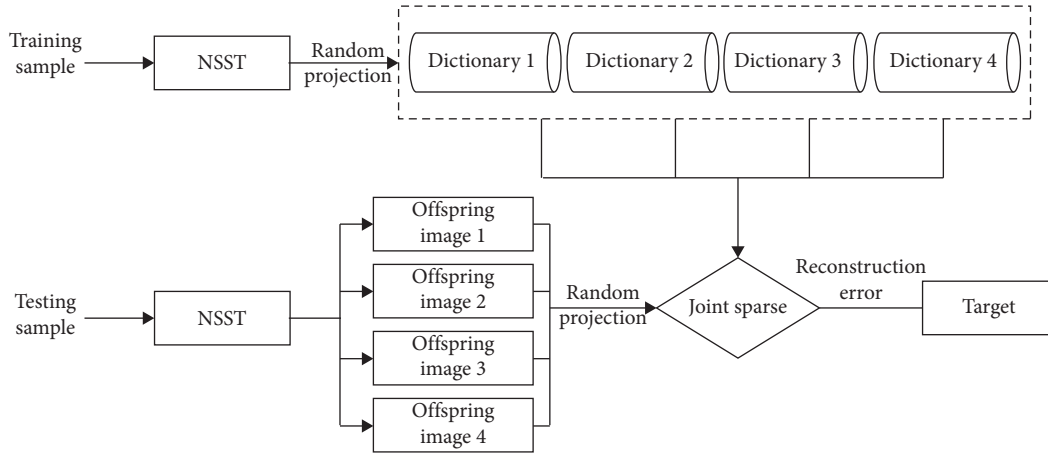 Training
sample
NSST
Random
projection
Dictionary 1
Dictionary 2
Dictionary 3
Dictionary 4
Testing
sample
NSST
Offspring
image 1
Offspring
image 2
Offspring
image 3
Offspring
image 4
Random
projection
Joint sparse
Reconstruction
error
Target